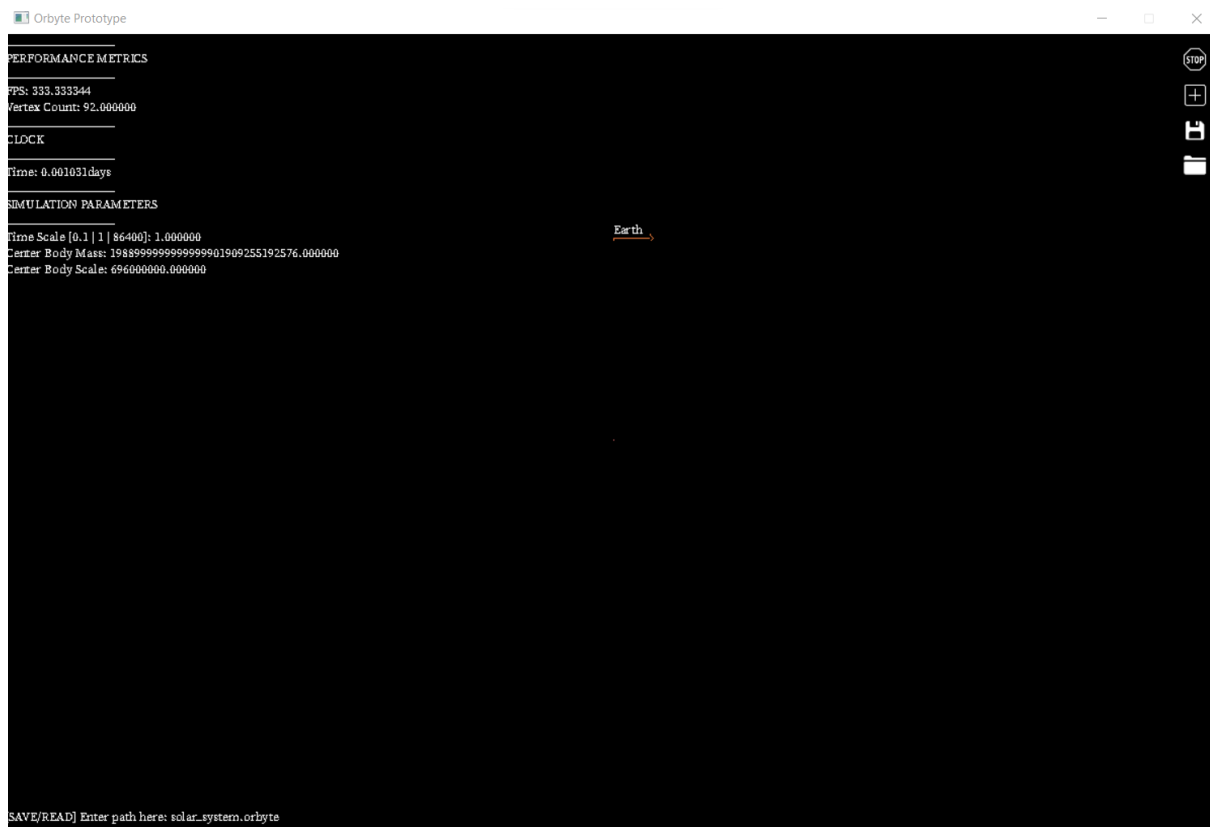 Orbyte Prototype
PERFORMANCE METRICS
FPS: 333.333344
Vertex Count: 92.000000
CLOCK
Time: 0.001031days
SIMULATION PARAMETERS
Time Scale [0.1 | 1 | 86400]: 1.000000
Center Body Mass: 1988999999999999901909255192576.000000
Center Body Scale: 696000000.000000
STOP
Earth
[SAVE/READ] Enter path here: solar_system.orbyte